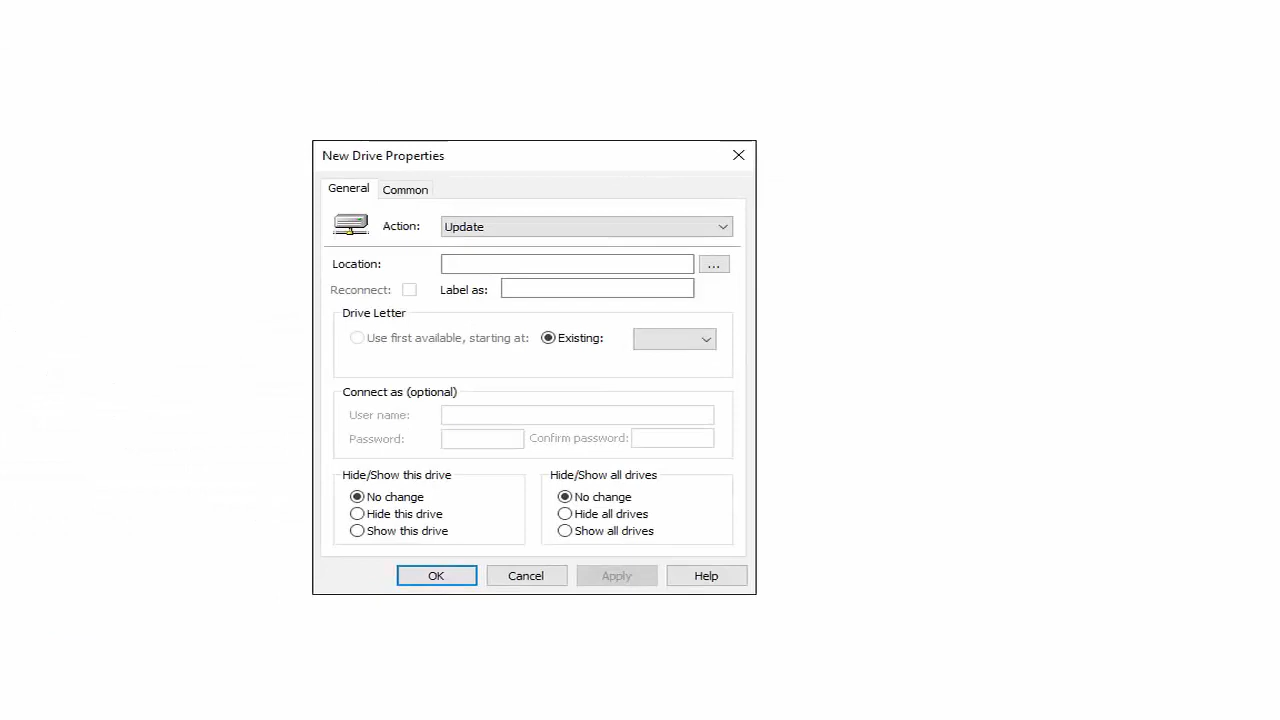 New Drive Properties
General Common
Action: Update
Location: ...
Reconnect: Label as:
Drive Letter
Use first available, starting at: Existing:
Connect as (optional)
User name:
Password: Confirm password:
Hide/Show this drive Hide/Show all drives
No change No change
Hide this drive Hide all drives
Show this drive Show all drives
OK Cancel Apply Help